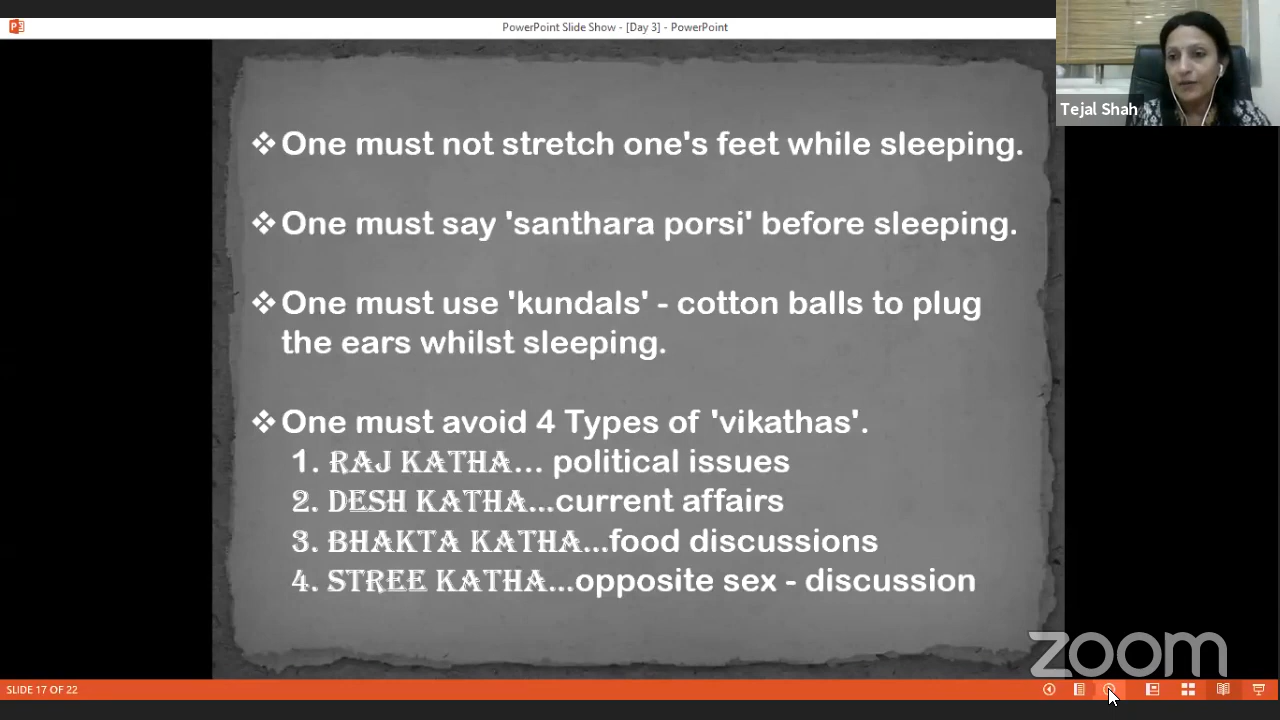 PowerPoint Slide Show - [Day 3] - PowerPoint
Tejal Shah
❖ One must not stretch one's feet while sleeping.
❖ One must say 'santhara porsi' before sleeping.
❖ One must use 'kundals' - cotton balls to plug
the ears whilst sleeping.
❖ One must avoid 4 Types of 'vikathas'.
1. RAJ KATHA... political issues
2. DESH KATHA...current affairs
3. BHAKTA KATHA...food discussions
4. STREE KATHA...opposite sex - discussion
zoom
SLIDE 17 OF 22